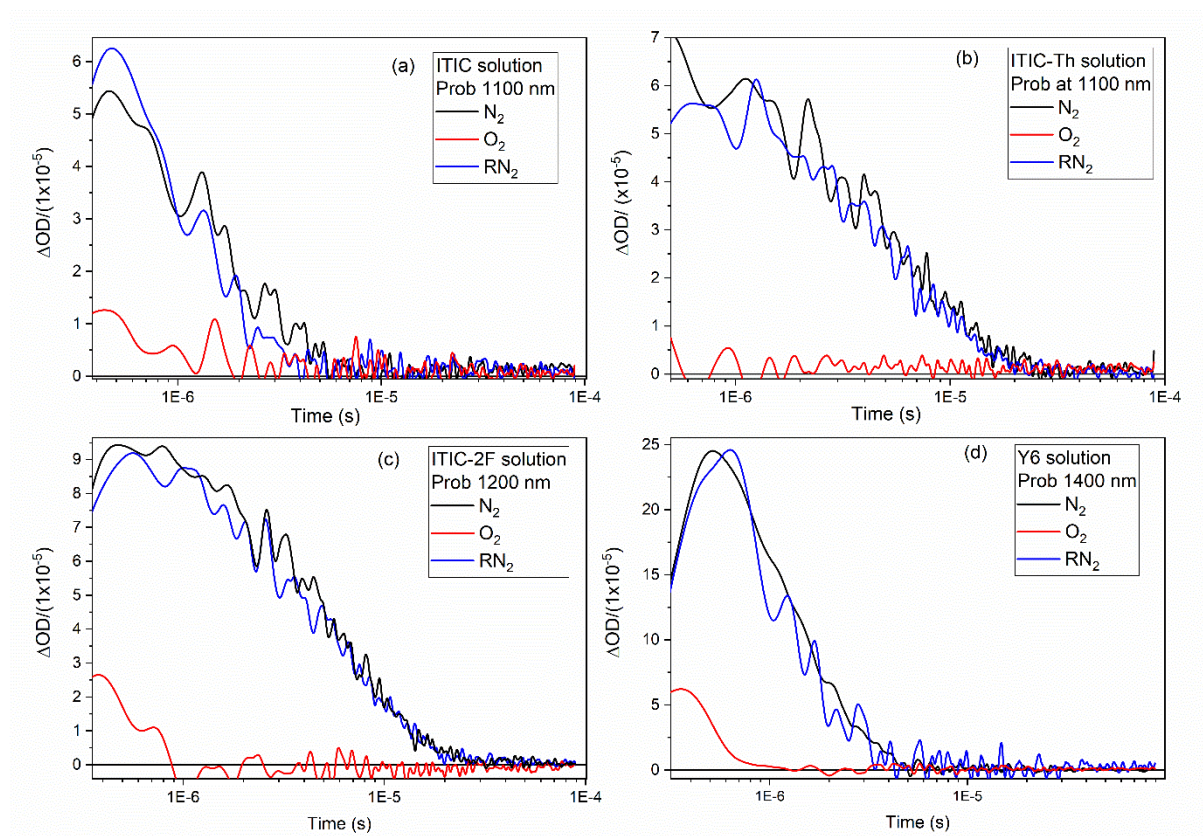 (a)
ITIC solution
Prob 1100 nm
N₂
O₂
RN₂
ΔOD/(1x10⁻⁵)
6
5
4
3
2
1
0
1E-6
1E-5
1E-4
Time (s)
(b)
ITIC-Th solution
Prob at 1100 nm
N₂
O₂
RN₂
ΔOD/ (x10⁻⁵)
7
6
5
4
3
2
1
0
1E-6
1E-5
1E-4
Time (s)
(c)
ITIC-2F solution
Prob 1200 nm
N₂
O₂
RN₂
ΔOD/(1x10⁻⁵)
9
8
7
6
5
4
3
2
1
0
1E-6
1E-5
1E-4
Time (s)
(d)
Y6 solution
Prob 1400 nm
N₂
O₂
RN₂
ΔOD/(1x10⁻⁵)
25
20
15
10
5
0
1E-6
1E-5
Time (s)